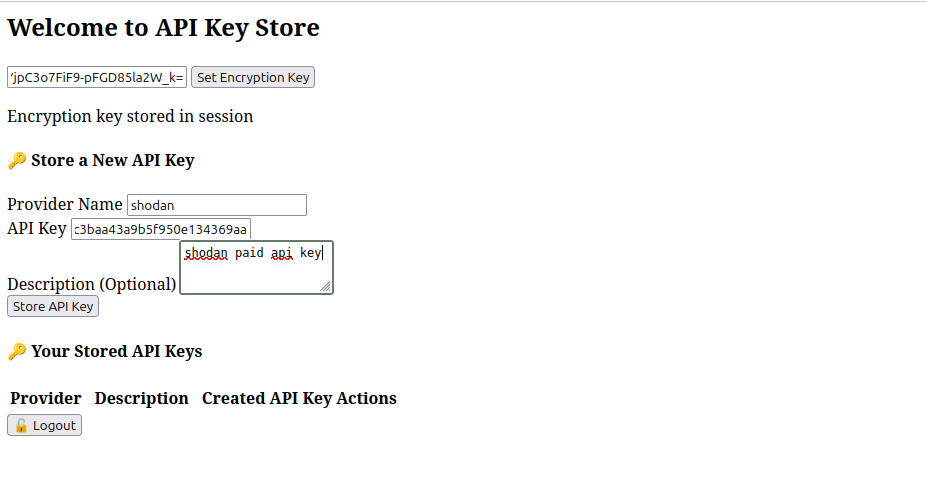 Welcome to API Key Store
’jpC3o7FiF9-pFGD85la2W_k= Set Encryption Key
Encryption key stored in session
🔑 Store a New API Key
Provider Name shodan
API Key c3baa43a9b5f950e134369aa
Description (Optional) shodan paid api key
Store API Key
🔑 Your Stored API Keys
Provider Description Created API Key Actions
🔓 Logout